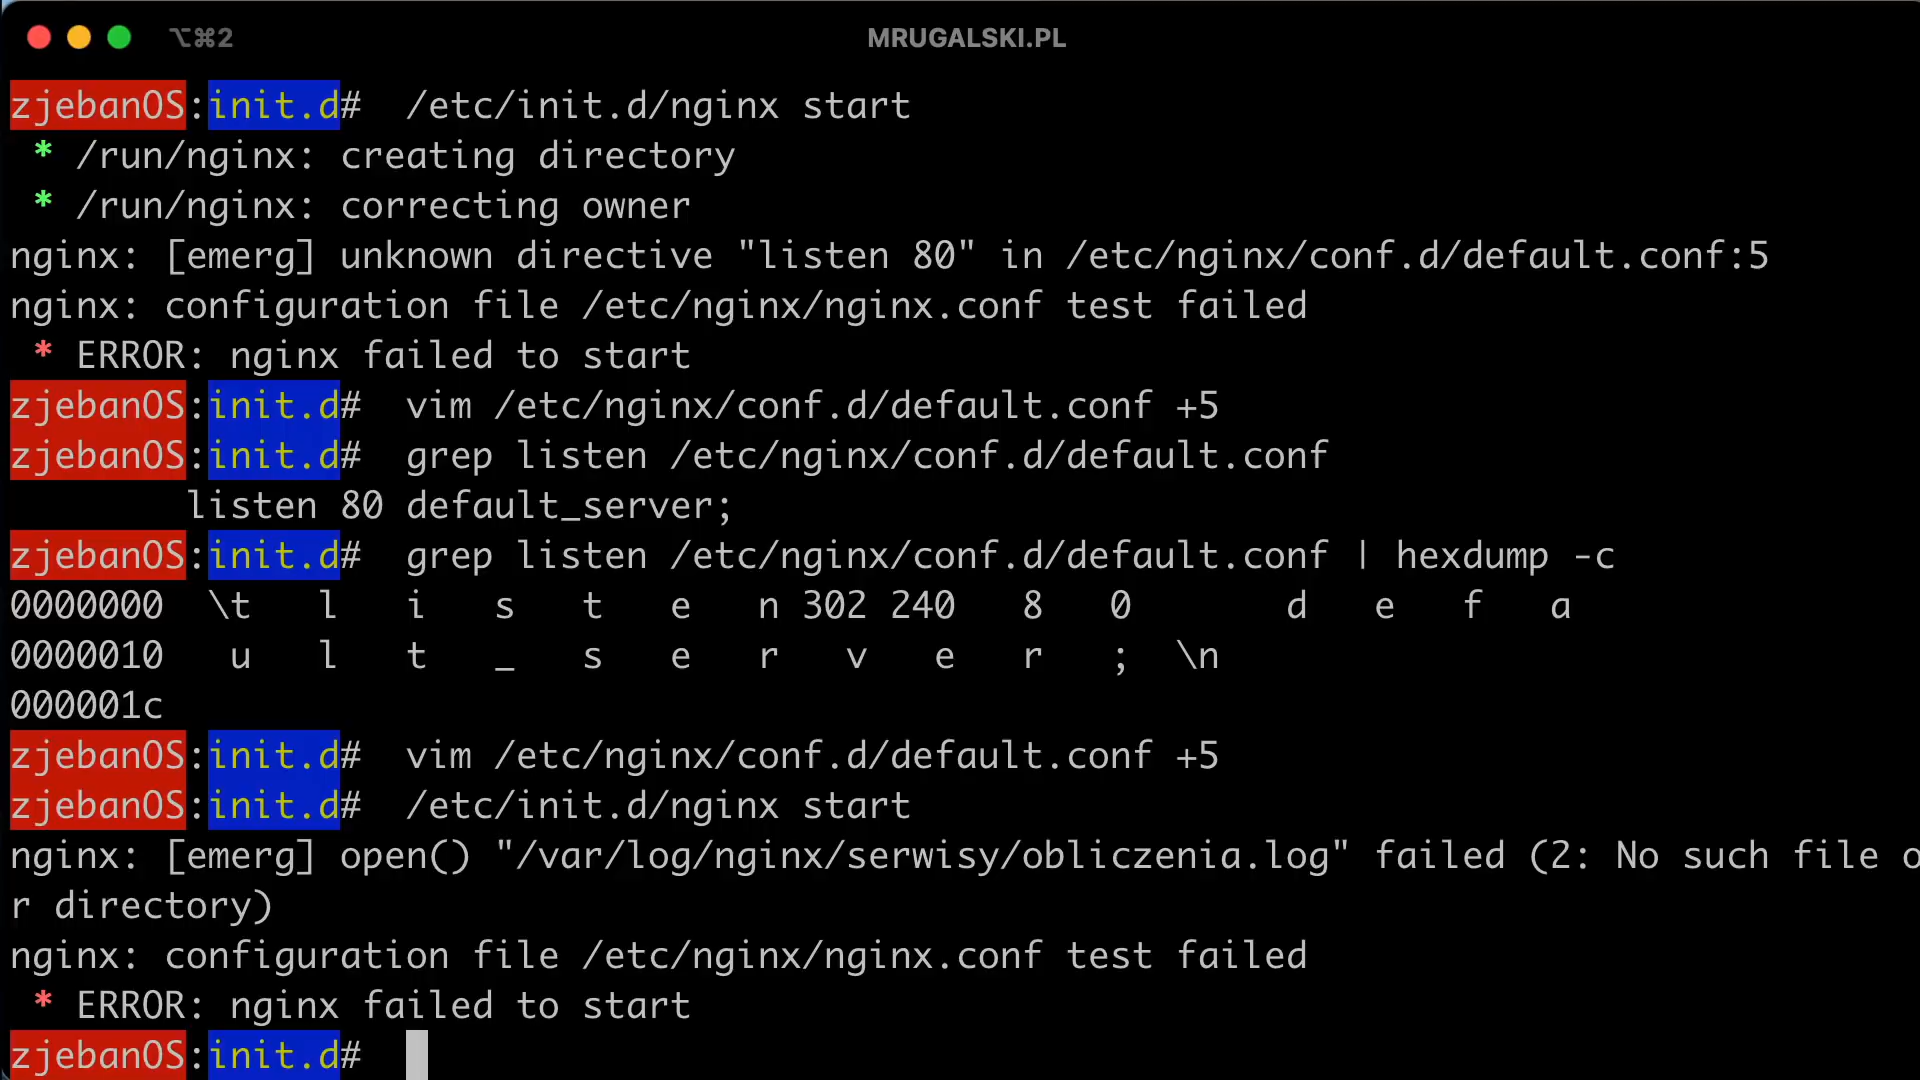 ⌥⌘2
MRUGALSKI.PL
zjebanOS:init.d#  /etc/init.d/nginx start
 * /run/nginx: creating directory
 * /run/nginx: correcting owner
nginx: [emerg] unknown directive "listen 80" in /etc/nginx/conf.d/default.conf:5
nginx: configuration file /etc/nginx/nginx.conf test failed
 * ERROR: nginx failed to start
zjebanOS:init.d#  vim /etc/nginx/conf.d/default.conf +5
zjebanOS:init.d#  grep listen /etc/nginx/conf.d/default.conf
        listen 80 default_server;
zjebanOS:init.d#  grep listen /etc/nginx/conf.d/default.conf | hexdump -c
0000000  \t   l   i   s   t   e   n 302 240   8   0       d   e   f   a
0000010   u   l   t   _   s   e   r   v   e   r   ;  \n
000001c
zjebanOS:init.d#  vim /etc/nginx/conf.d/default.conf +5
zjebanOS:init.d#  /etc/init.d/nginx start
nginx: [emerg] open() "/var/log/nginx/serwisy/obliczenia.log" failed (2: No such file o
r directory)
nginx: configuration file /etc/nginx/nginx.conf test failed
 * ERROR: nginx failed to start
zjebanOS:init.d#